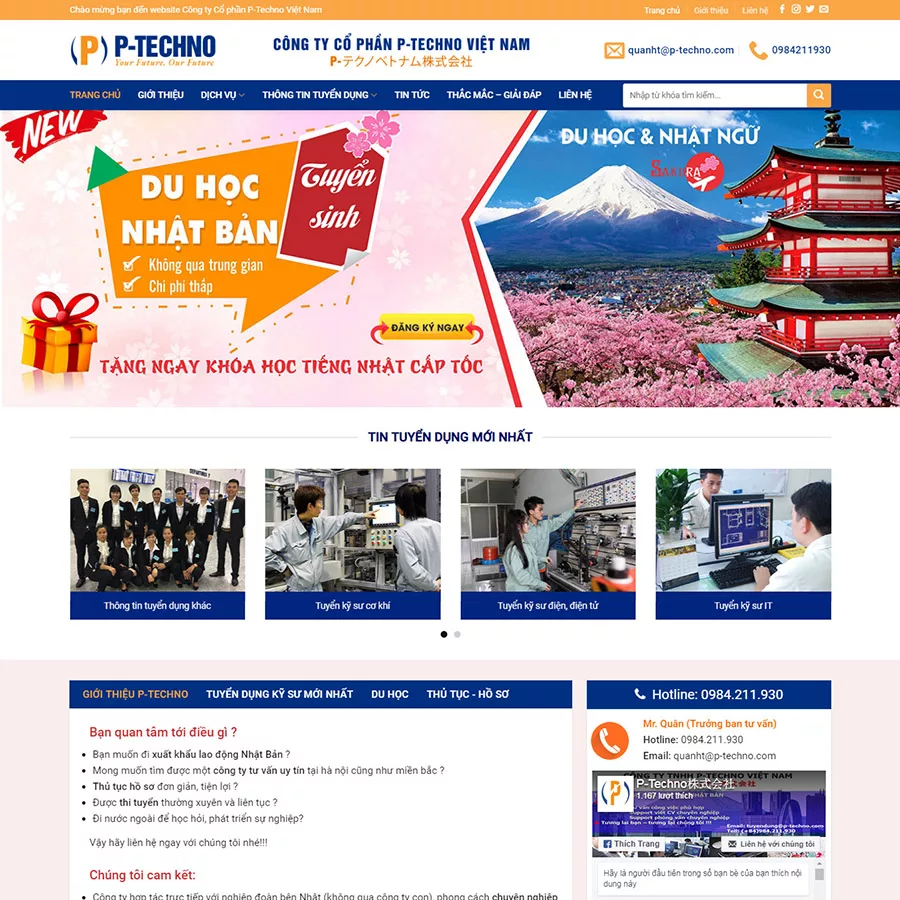 Chào mừng bạn đến website Công ty Cổ phần P-Techno Việt Nam
Trang chủ Giới thiệu Liên hệ
P-TECHNO
Your Future, Our Future
CÔNG TY CỔ PHẦN P-TECHNO VIỆT NAM
P-テクノベトナム株式会社
quanht@p-techno.com
0984211930
TRANG CHỦ GIỚI THIỆU DỊCH VỤ THÔNG TIN TUYỂN DỤNG TIN TỨC THẮC MẮC – GIẢI ĐÁP LIÊN HỆ
Nhập từ khóa tìm kiếm...
NEW
DU HỌC
NHẬT BẢN
Tuyển
sinh
Không qua trung gian
Chi phí thấp
ĐĂNG KÝ NGAY
TẶNG NGAY KHÓA HỌC TIẾNG NHẬT CẤP TỐC
DU HỌC & NHẬT NGỮ
SAKURA
TIN TUYỂN DỤNG MỚI NHẤT
Thông tin tuyển dụng khác
Tuyển kỹ sư cơ khí
Tuyển kỹ sư điện, điện tử
Tuyển kỹ sư IT
GIỚI THIỆU P-TECHNO TUYỂN DỤNG KỸ SƯ MỚI NHẤT DU HỌC THỦ TỤC - HỒ SƠ
Bạn quan tâm tới điều gì ?
Bạn muốn đi xuất khẩu lao động Nhật Bản ?
Mong muốn tìm được một công ty tư vấn uy tín tại hà nội cũng như miền bắc ?
Thủ tục hồ sơ đơn giản, tiện lợi ?
Được thi tuyển thường xuyên và liên tục ?
Đi nước ngoài để học hỏi, phát triển sự nghiệp?
Vậy hãy liên hệ ngay với chúng tôi nhé!!!
Chúng tôi cam kết:
Công ty hợp tác trực tiếp với nghiệp đoàn bên Nhật (không qua công ty con), phong cách chuyên nghiệp
Hotline: 0984.211.930
Mr. Quân (Trưởng ban tư vấn)
Hotline: 0984.211.930
Email: quanht@p-techno.com
CÔNG TY TNHH P-TECHNO VIỆT NAM
P-Techno株式会社
1.167 lượt thích
Support phỏng vấn chuyên nghiệp
Tương lai bạn – tương lai chúng tôi !!!
Thích Trang
Liên hệ với chúng tôi
Hãy là người đầu tiên trong số bạn bè của bạn thích nội
dung này